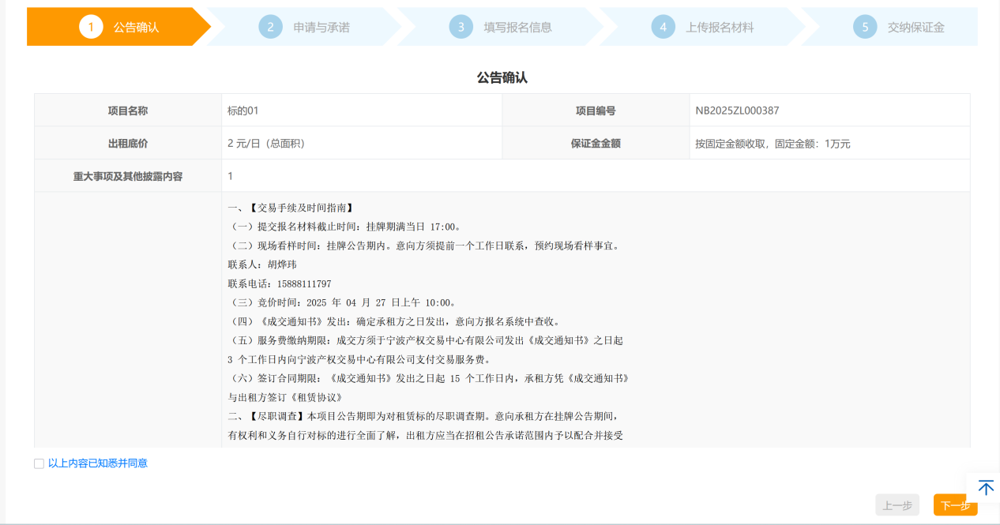 1 公告确认 2 申请与承诺 3 填写报名信息 4 上传报名材料 5 交纳保证金
公告确认
项目名称 标的01 项目编号 NB2025ZL000387
出租底价 2 元/日（总面积） 保证金金额 按固定金额收取，固定金额：1万元
重大事项及其他披露内容 1
一、【交易手续及时间指南】
（一）提交报名材料截止时间：挂牌期满当日 17:00。
（二）现场看样时间：挂牌公告期内。意向方须提前一个工作日联系，预约现场看样事宜。
联系人：胡烨玮
联系电话：15888111797
（三）竞价时间：2025 年 04 月 27 日上午 10:00。
（四）《成交通知书》发出：确定承租方之日发出，意向方报名系统中查收。
（五）服务费缴纳期限：成交方须于宁波产权交易中心有限公司发出《成交通知书》之日起
3 个工作日内向宁波产权交易中心有限公司支付交易服务费。
（六）签订合同期限：《成交通知书》发出之日起 15 个工作日内，承租方凭《成交通知书》
与出租方签订《租赁协议》
二、【尽职调查】本项目公告期即为对租赁标的尽职调查期。意向承租方在挂牌公告期间，
有权利和义务自行对标的进行全面了解，出租方应当在招租公告承诺范围内予以配合并接受
以上内容已知悉并同意
上一步 下一步